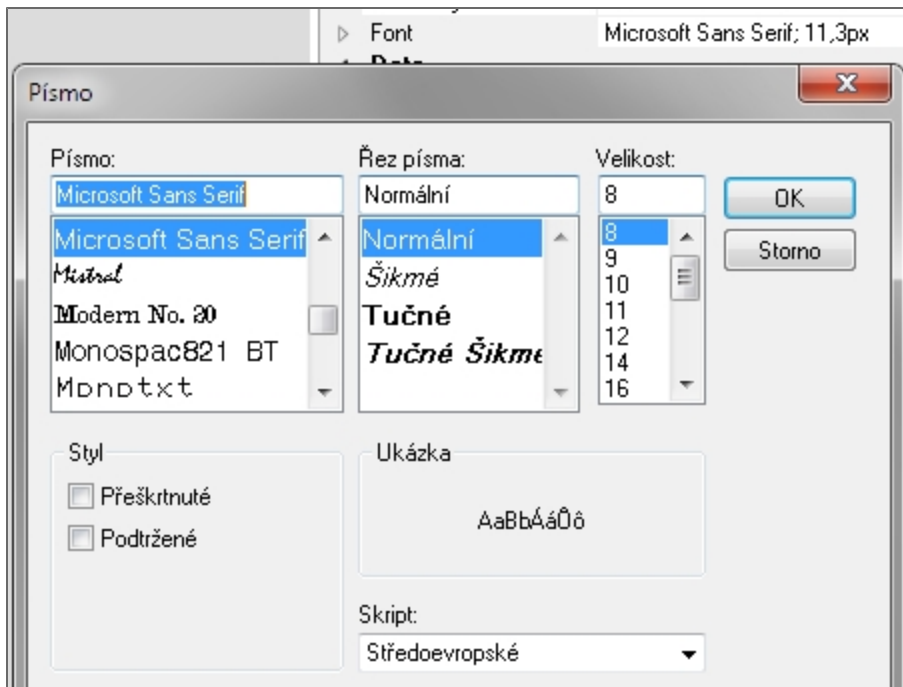 Font Microsoft Sans Serif; 11,3px
Písmo
Písmo: Řez písma: Velikost:
Microsoft Sans Serif Normální 8 OK
Microsoft Sans Serif Normální 8 Storno
Mistral Šikmé 9
Modern No. 20 Tučné 10
Monospac821 BT Tučné Šikmé 11
Monotxt 12
14
16
Styl Ukázka
Přeškrtnuté
AaBbÁáÛô
Podtržené
Skript:
Středoevropské